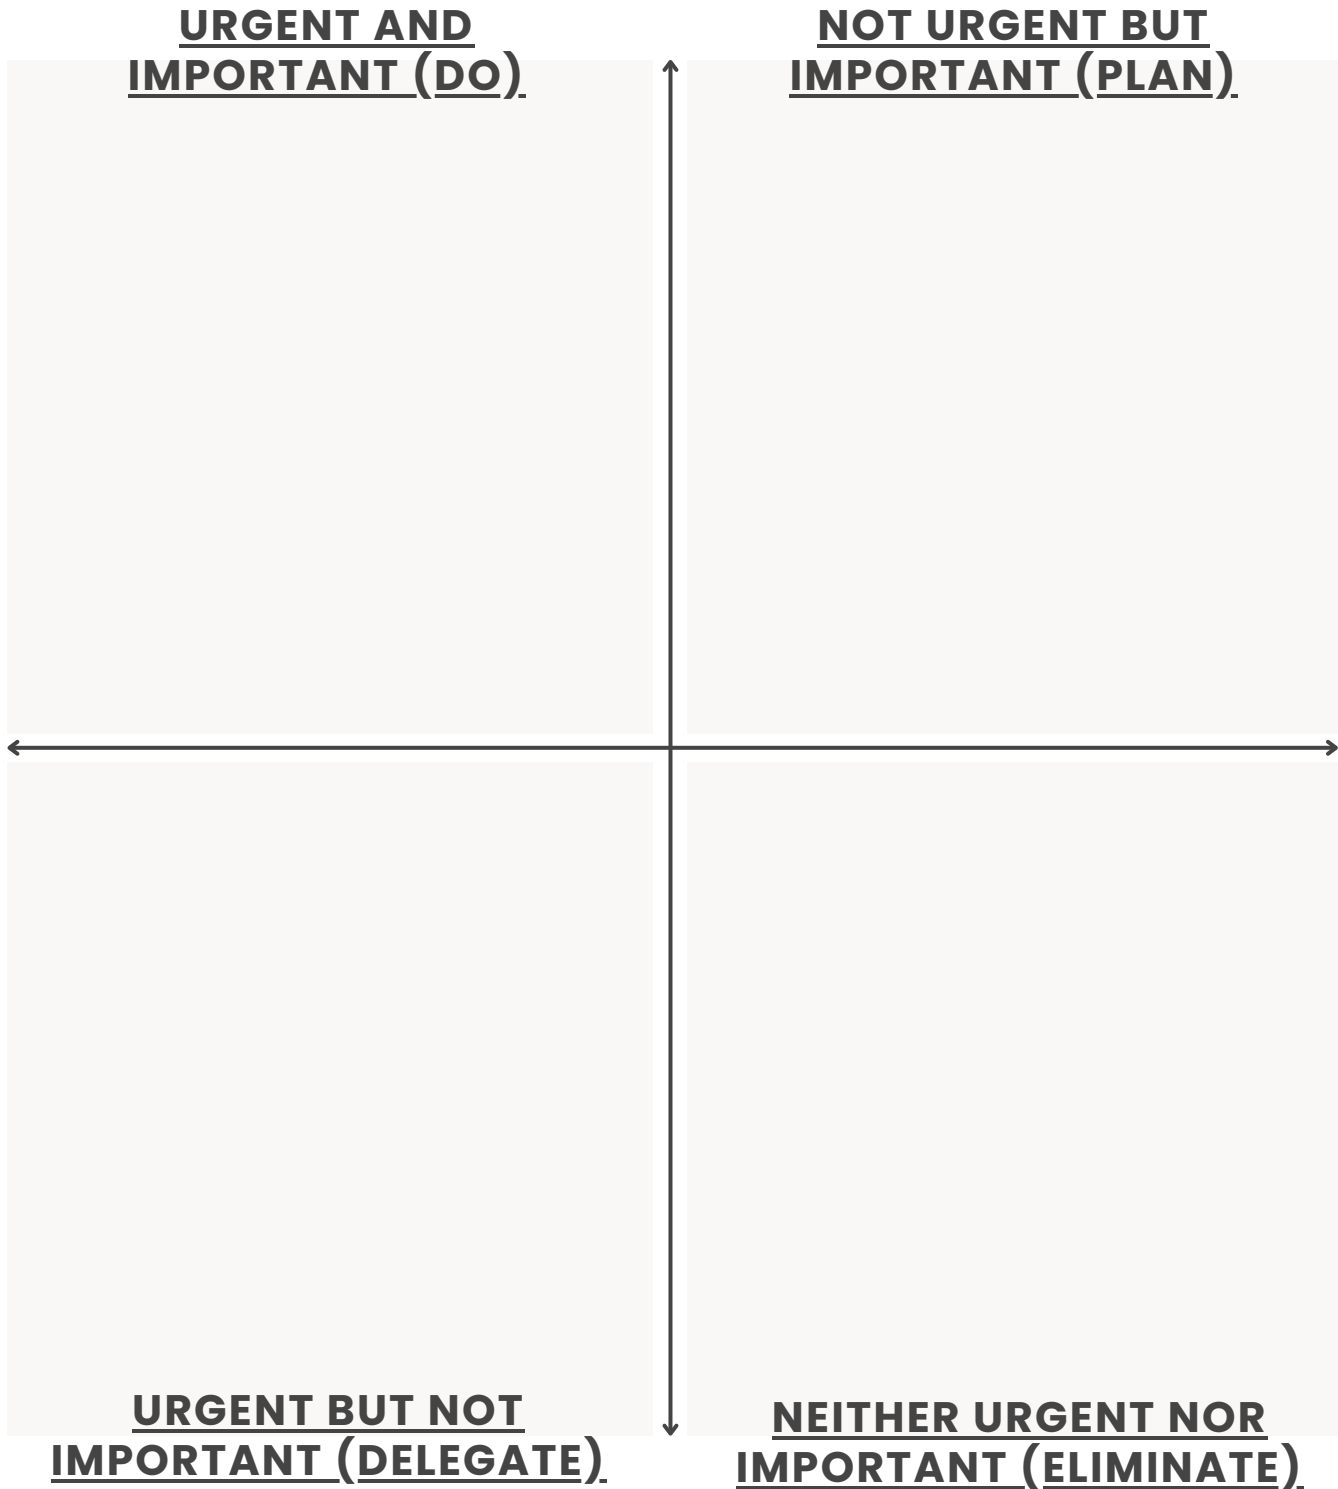 URGENT AND
IMPORTANT (DO)
NOT URGENT BUT
IMPORTANT (PLAN)
URGENT BUT NOT
IMPORTANT (DELEGATE)
NEITHER URGENT NOR
IMPORTANT (ELIMINATE)